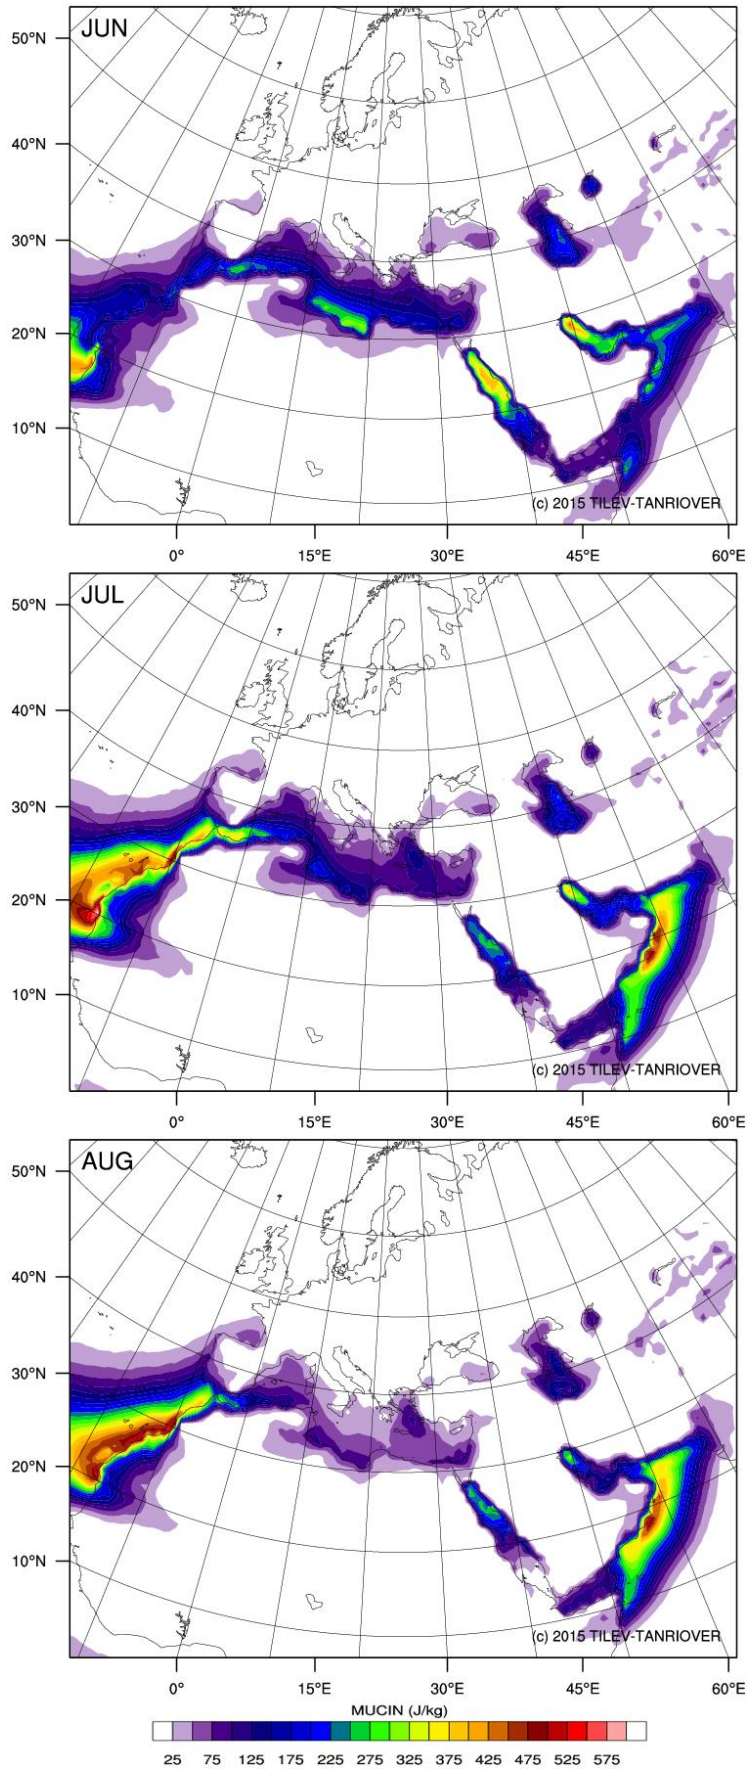 JUN
50°N
40°N
30°N
20°N
10°N
(c) 2015 TILEV-TANRIOVER
0° 15°E 30°E 45°E 60°E
JUL
50°N
40°N
30°N
20°N
10°N
(c) 2015 TILEV-TANRIOVER
0° 15°E 30°E 45°E 60°E
AUG
50°N
40°N
30°N
20°N
10°N
(c) 2015 TILEV-TANRIOVER
0° 15°E 30°E 45°E 60°E
MUCIN (J/kg)
25 75 125 175 225 275 325 375 425 475 525 575